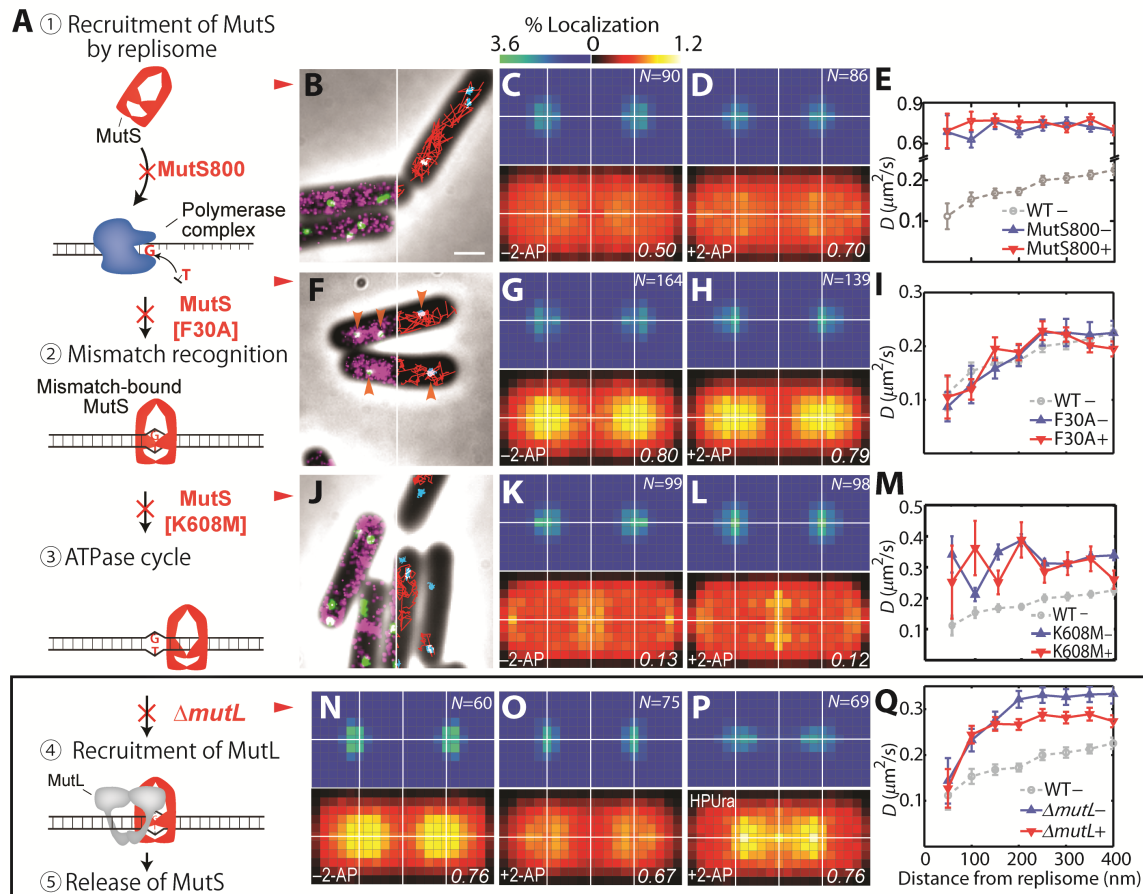 A
① Recruitment of MutS
by replisome
MutS
MutS800
Polymerase
complex
G
T
MutS
[F30A]
② Mismatch recognition
Mismatch-bound
MutS
G
T
MutS
[K608M]
③ ATPase cycle
G
T
ΔmutL
④ Recruitment of MutL
MutL
⑤ Release of MutS
% Localization
3.6 0 1.2
B
C
N=90
−2-AP
0.50
D
N=86
+2-AP
0.70
E
0.9
0.6
0.2
0.1
D (μm²/s)
WT −
MutS800−
MutS800+
F
G
N=164
−2-AP
0.80
H
N=139
+2-AP
0.79
I
0.3
0.2
0.1
D (μm²/s)
WT −
F30A−
F30A+
J
K
N=99
−2-AP
0.13
L
N=98
+2-AP
0.12
M
0.5
0.4
0.3
0.2
0.1
D (μm²/s)
WT −
K608M−
K608M+
N
N=60
−2-AP
0.76
O
N=75
+2-AP
0.67
P
N=69
HPUra
+2-AP
0.76
Q
0.3
0.2
0.1
D (μm²/s)
WT−
ΔmutL−
ΔmutL+
0 100 200 300 400
Distance from replisome (nm)